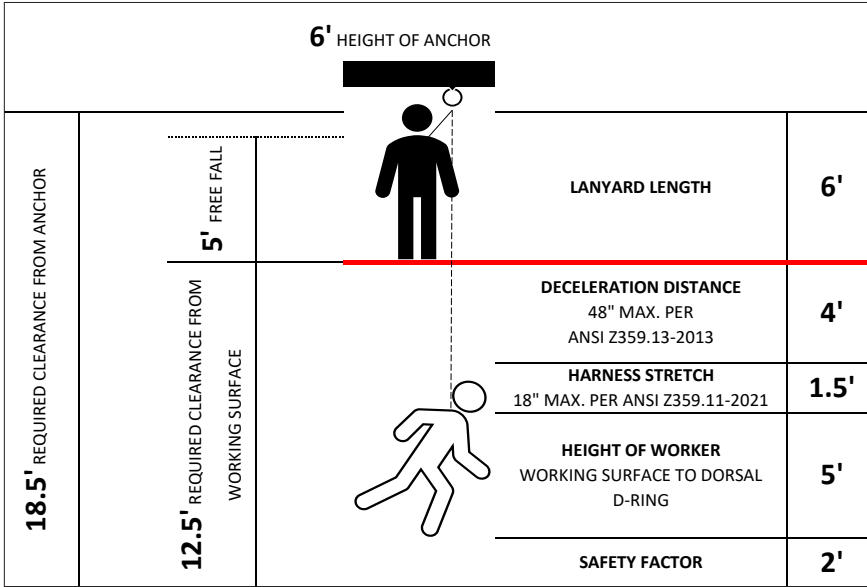 6' HEIGHT OF ANCHOR
18.5' REQUIRED CLEARANCE FROM ANCHOR
5' FREE FALL
12.5' REQUIRED CLEARANCE FROM
WORKING SURFACE
LANYARD LENGTH
6'
DECELERATION DISTANCE
48" MAX. PER
ANSI Z359.13-2013
4'
HARNESS STRETCH
18" MAX. PER ANSI Z359.11-2021
1.5'
HEIGHT OF WORKER
WORKING SURFACE TO DORSAL
D-RING
5'
SAFETY FACTOR
2'